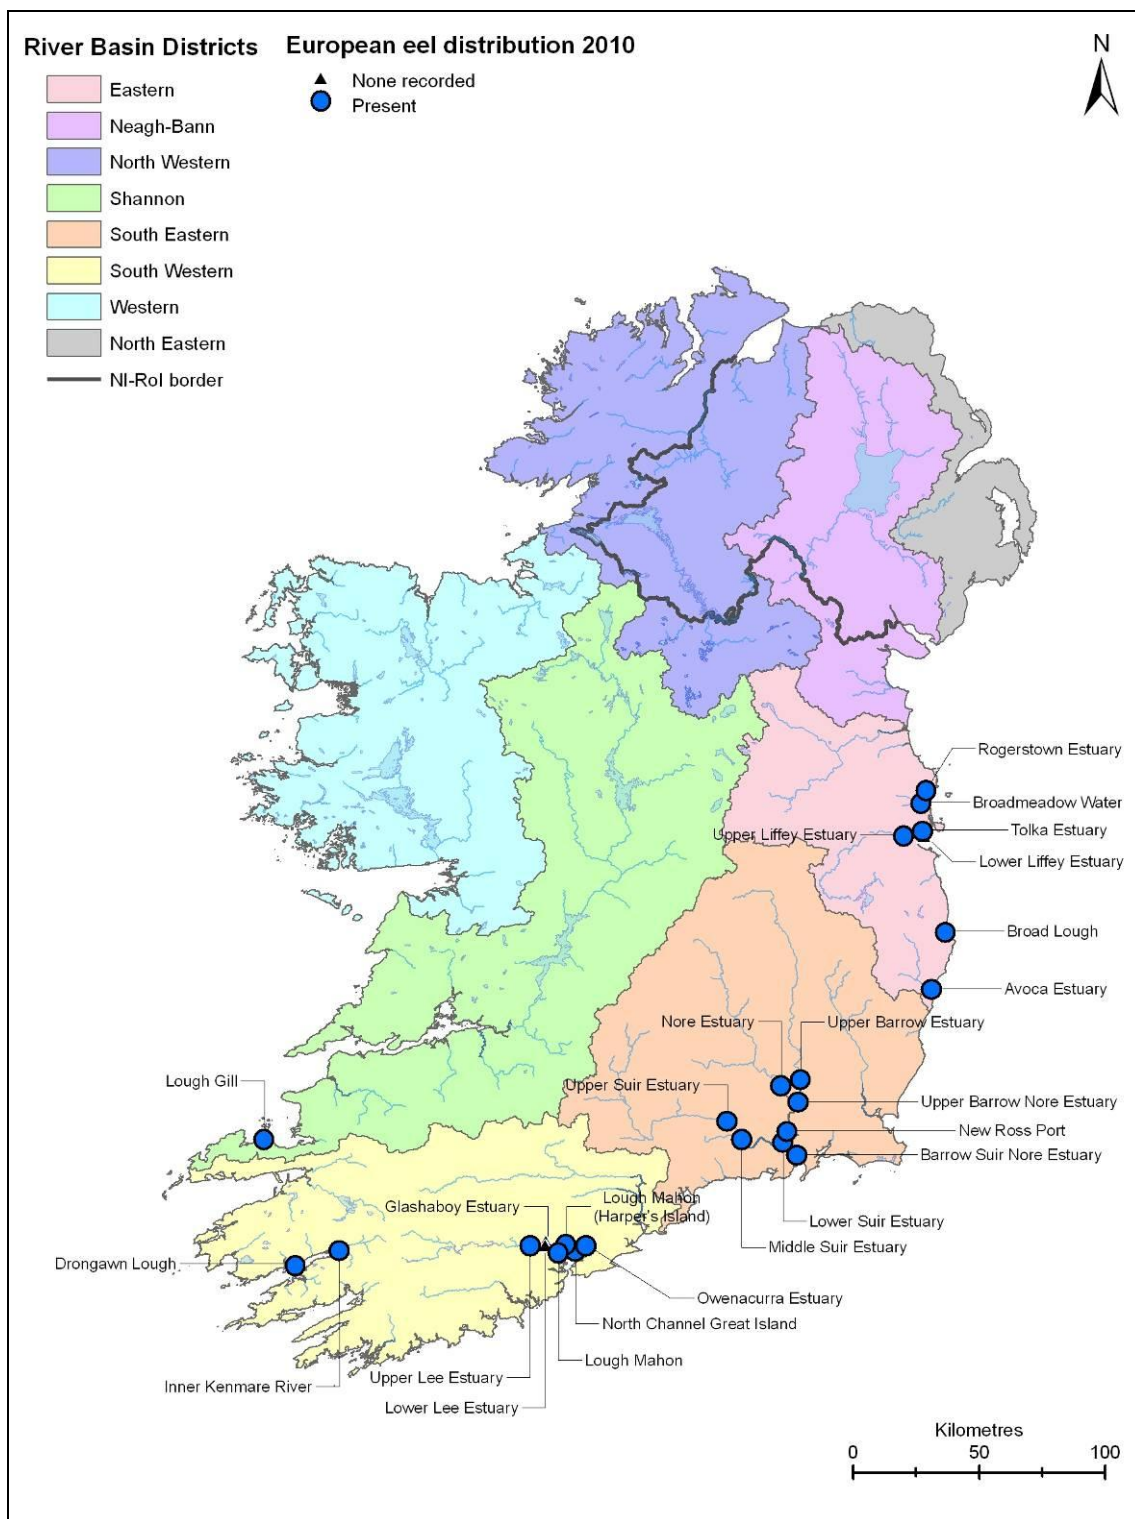 River Basin Districts
Eastern
Neagh-Bann
North Western
Shannon
South Eastern
South Western
Western
North Eastern
NI-RoI border
European eel distribution 2010
None recorded
Present
N
Rogerstown Estuary
Broadmeadow Water
Tolka Estuary
Upper Liffey Estuary
Lower Liffey Estuary
Broad Lough
Avoca Estuary
Nore Estuary
Upper Barrow Estuary
Lough Gill
Upper Suir Estuary
Upper Barrow Nore Estuary
New Ross Port
Barrow Suir Nore Estuary
Glashaboy Estuary
Lough Mahon
(Harper's Island)
Lower Suir Estuary
Middle Suir Estuary
Drongawn Lough
Owenacurra Estuary
North Channel Great Island
Lough Mahon
Upper Lee Estuary
Inner Kenmare River
Lower Lee Estuary
Kilometres
0 50 100